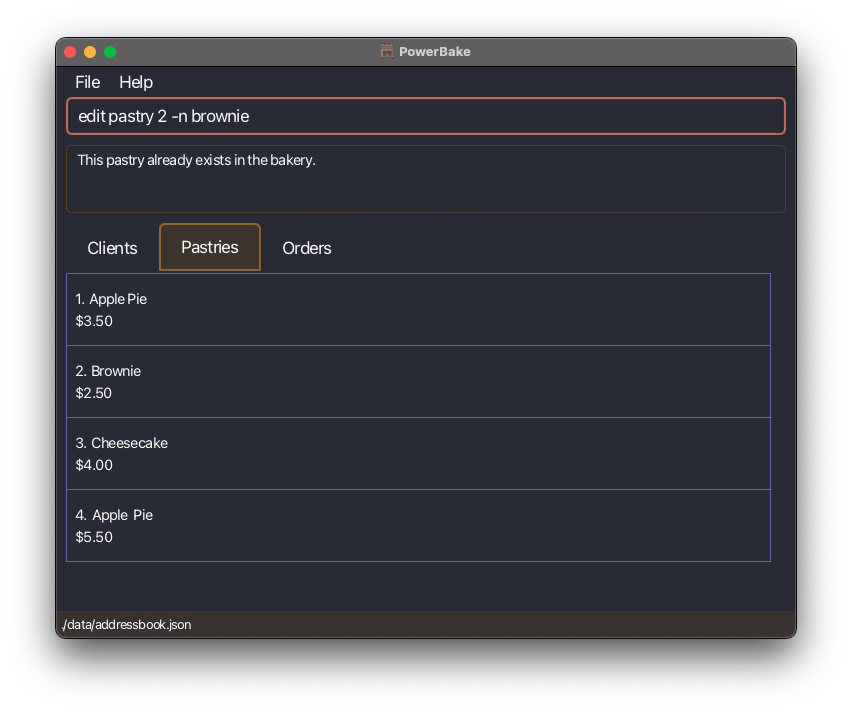 PowerBake
File Help
edit pastry 2 -n brownie
This pastry already exists in the bakery.
Clients Pastries Orders
1. Apple Pie
$3.50
2. Brownie
$2.50
3. Cheesecake
$4.00
4. Apple  Pie
$5.50
./data/addressbook.json